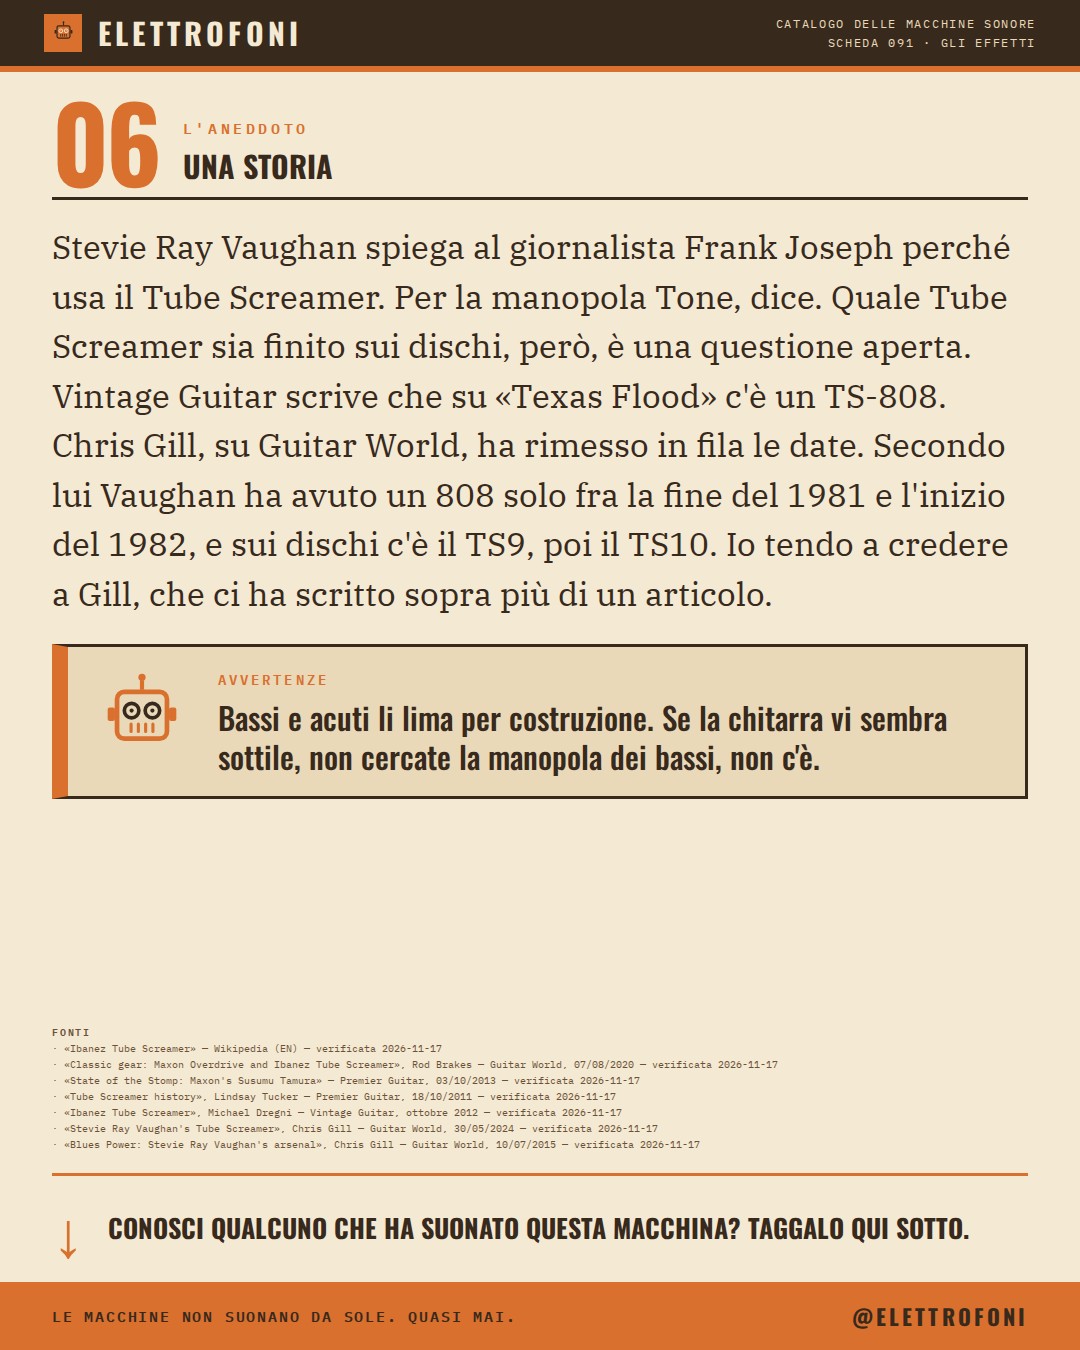 ELETTROFONI
CATALOGO DELLE MACCHINE SONORE
SCHEDA 091 · GLI EFFETTI
06
L'ANEDDOTO
UNA STORIA
Stevie Ray Vaughan spiega al giornalista Frank Joseph perché
usa il Tube Screamer. Per la manopola Tone, dice. Quale Tube
Screamer sia finito sui dischi, però, è una questione aperta.
Vintage Guitar scrive che su «Texas Flood» c'è un TS-808.
Chris Gill, su Guitar World, ha rimesso in fila le date. Secondo
lui Vaughan ha avuto un 808 solo fra la fine del 1981 e l'inizio
del 1982, e sui dischi c'è il TS9, poi il TS10. Io tendo a credere
a Gill, che ci ha scritto sopra più di un articolo.
AVVERTENZE
Bassi e acuti li lima per costruzione. Se la chitarra vi sembra
sottile, non cercate la manopola dei bassi, non c'è.
FONTI
· «Ibanez Tube Screamer» — Wikipedia (EN) — verificata 2026-11-17
· «Classic gear: Maxon Overdrive and Ibanez Tube Screamer», Rod Brakes — Guitar World, 07/08/2020 — verificata 2026-11-17
· «State of the Stomp: Maxon's Susumu Tamura» — Premier Guitar, 03/10/2013 — verificata 2026-11-17
· «Tube Screamer history», Lindsay Tucker — Premier Guitar, 18/10/2011 — verificata 2026-11-17
· «Ibanez Tube Screamer», Michael Dregni — Vintage Guitar, ottobre 2012 — verificata 2026-11-17
· «Stevie Ray Vaughan's Tube Screamer», Chris Gill — Guitar World, 30/05/2024 — verificata 2026-11-17
· «Blues Power: Stevie Ray Vaughan's arsenal», Chris Gill — Guitar World, 10/07/2015 — verificata 2026-11-17
↓ CONOSCI QUALCUNO CHE HA SUONATO QUESTA MACCHINA? TAGGALO QUI SOTTO.
LE MACCHINE NON SUONANO DA SOLE. QUASI MAI.
@ELETTROFONI